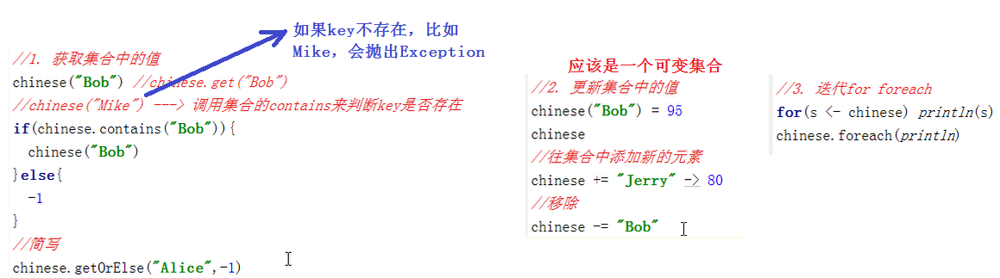 如果key不存在，比如
Mike，会抛出Exception
//1. 获取集合中的值
chinese("Bob") //chinese.get("Bob")
//chinese("Mike") ---> 调用集合的contains来判断key是否存在
if(chinese.contains("Bob")){
  chinese("Bob")
}else{
  -1
}
//简写
chinese.getOrElse("Alice",-1)
应该是一个可变集合
//2. 更新集合中的值
chinese("Bob") = 95
chinese
//往集合中添加新的元素
chinese += "Jerry" -> 80
//移除
chinese -= "Bob"
//3. 迭代for foreach
for(s <- chinese) println(s)
chinese.foreach(println)